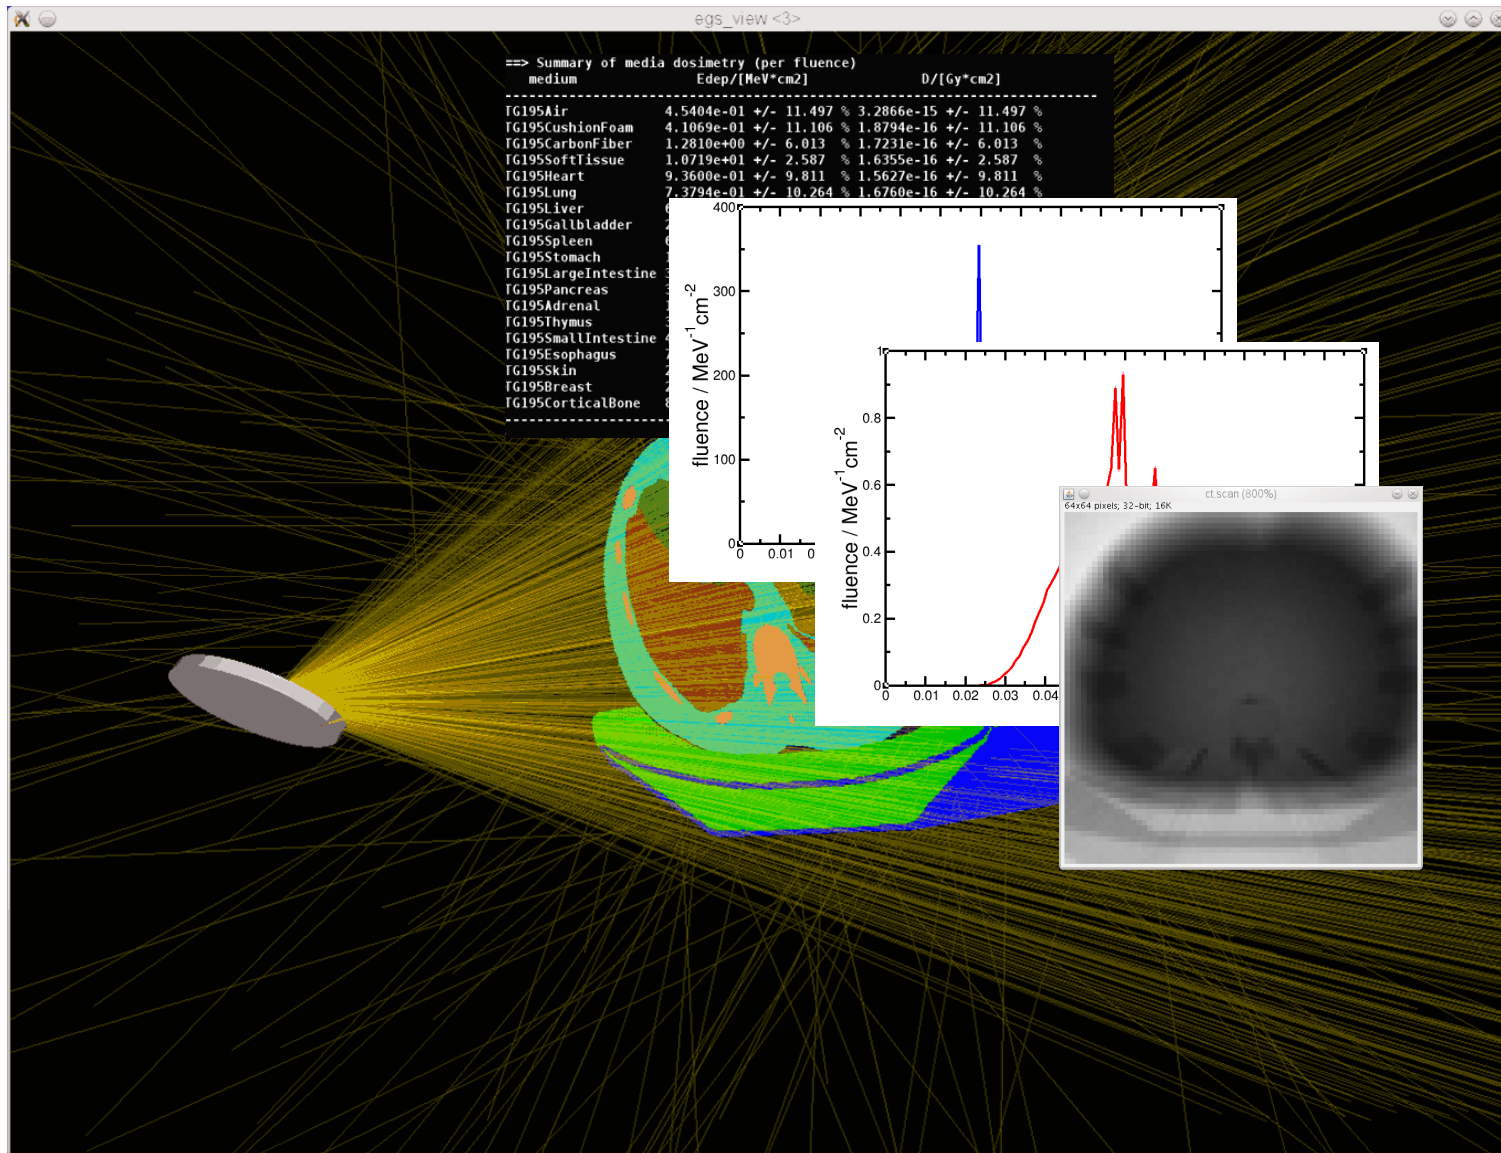 egs_view <3>
==> Summary of media dosimetry (per fluence)
medium Edep/[MeV*cm2] D/[Gy*cm2]
--------------------------------------------------------------------------
TG195Air 4.5404e-01 +/- 11.497 % 3.2866e-15 +/- 11.497 %
TG195CushionFoam 4.1069e-01 +/- 11.106 % 1.8794e-16 +/- 11.106 %
TG195CarbonFiber 1.2810e+00 +/- 6.013 % 1.7231e-16 +/- 6.013 %
TG195SoftTissue 1.0719e+01 +/- 2.587 % 1.6355e-16 +/- 2.587 %
TG195Heart 9.3600e-01 +/- 9.811 % 1.5627e-16 +/- 9.811 %
TG195Lung 7.3794e-01 +/- 10.264 % 1.6760e-16 +/- 10.264 %
TG195Liver
TG195Gallbladder
TG195Spleen
TG195Stomach
TG195LargeIntestine
TG195Pancreas
TG195Adrenal
TG195Thymus
TG195SmallIntestine
TG195Esophagus
TG195Skin
TG195Breast
TG195CorticalBone
400
300
200
100
0
fluence / MeV-1cm-2
0 0.01 0
1
0.8
0.6
0.4
0.2
0
fluence / MeV-1cm-2
0 0.01 0.02 0.03 0.04
ct.scan (800%)
64x64 pixels; 32-bit; 16K